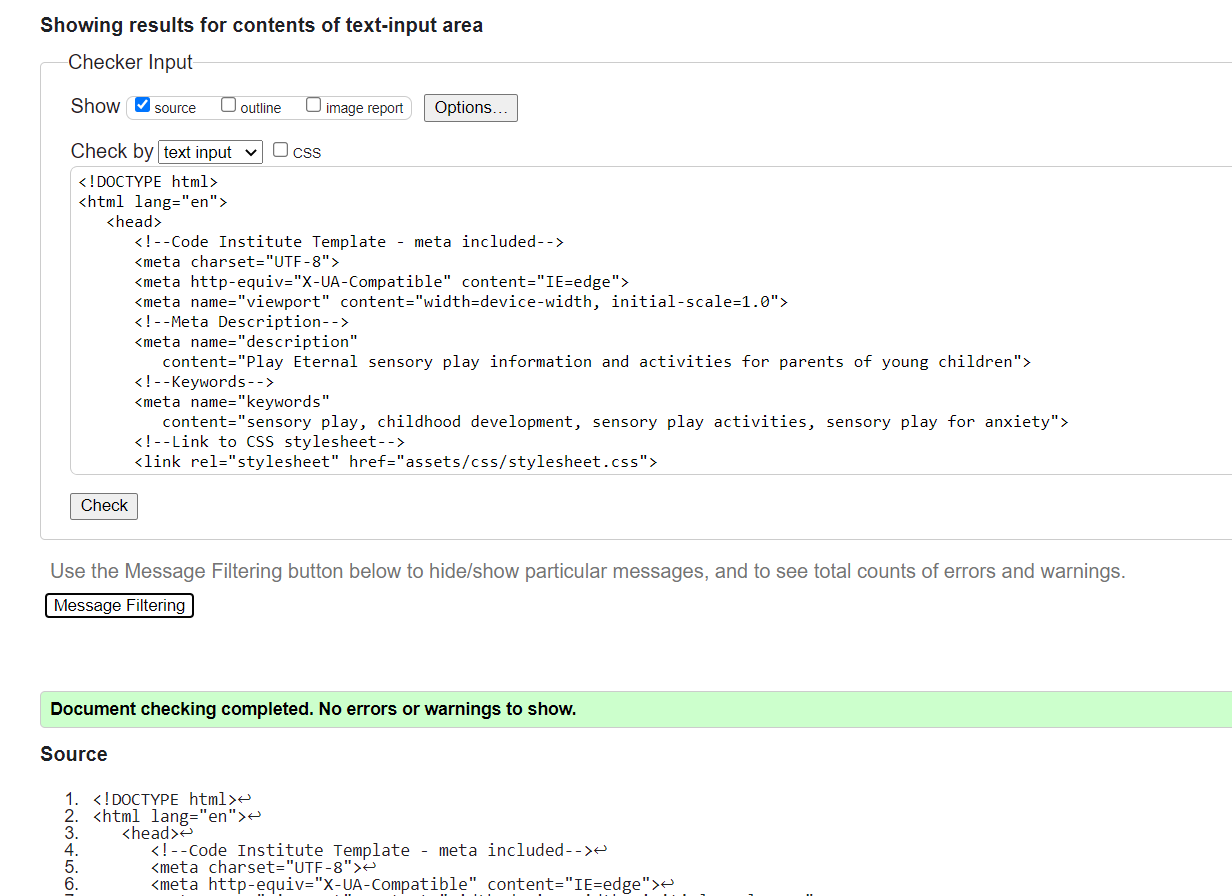 Showing results for contents of text-input area
Checker Input
Show source outline image report Options...
Check by text input CSS
<!DOCTYPE html>
<html lang="en">
<head>
<!--Code Institute Template - meta included-->
<meta charset="UTF-8">
<meta http-equiv="X-UA-Compatible" content="IE=edge">
<meta name="viewport" content="width=device-width, initial-scale=1.0">
<!--Meta Description-->
<meta name="description"
content="Play Eternal sensory play information and activities for parents of young children">
<!--Keywords-->
<meta name="keywords"
content="sensory play, childhood development, sensory play activities, sensory play for anxiety">
<!--Link to CSS stylesheet-->
<link rel="stylesheet" href="assets/css/stylesheet.css">
Check
Use the Message Filtering button below to hide/show particular messages, and to see total counts of errors and warnings.
Message Filtering
Document checking completed. No errors or warnings to show.
Source
1. <!DOCTYPE html>↩
2. <html lang="en">↩
3. <head>↩
4. <!--Code Institute Template - meta included-->↩
5. <meta charset="UTF-8">↩
6. <meta http-equiv="X-UA-Compatible" content="IE=edge">↩